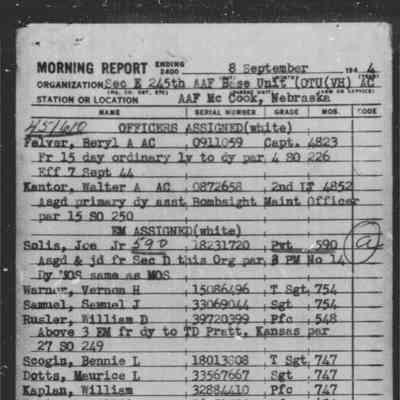 MORNING REPORT ENDING 2400 8 September 194 4
ORGANIZATION Sec E 245th AAF Base Unit (OTU(VH) AC
STATION OR LOCATION AAF Mc Cook, Nebraska
NAME SERIAL NUMBER GRADE MOS. CODE
OFFICERS ASSIGNED(white)
Falvar, Beryl A AC 0911059 Capt. 4823
Fr 15 day ordinary lv to dy par 4 SO 226
Eff 7 Sept 44
Kantor, Walter A AC 0872658 2nd LT 4852
Asgd primary dy asst Bombsight Maint Officer
par 15 SO 250
EM ASSIGNED(white)
Solis, Joe Jr 590 18231720 Pvt 590 a
Asgd & jd fr Sec D this Org par 3 PM No 14
Dy MOS same as MOS
Warner, Vernon H 15086496 T Sgt 754
Samuel, Samuel J 33069044 Sgt 754
Rusler, William D 39720399 Pfc 548
Above 3 EM fr dy to TD Pratt, Kansas par
27 SO 249
Scogin, Bennie L 18013808 T Sgt 747
Dotts, Maurice L 33567667 Sgt 747
Kaplan, William 32884410 Pfc 747